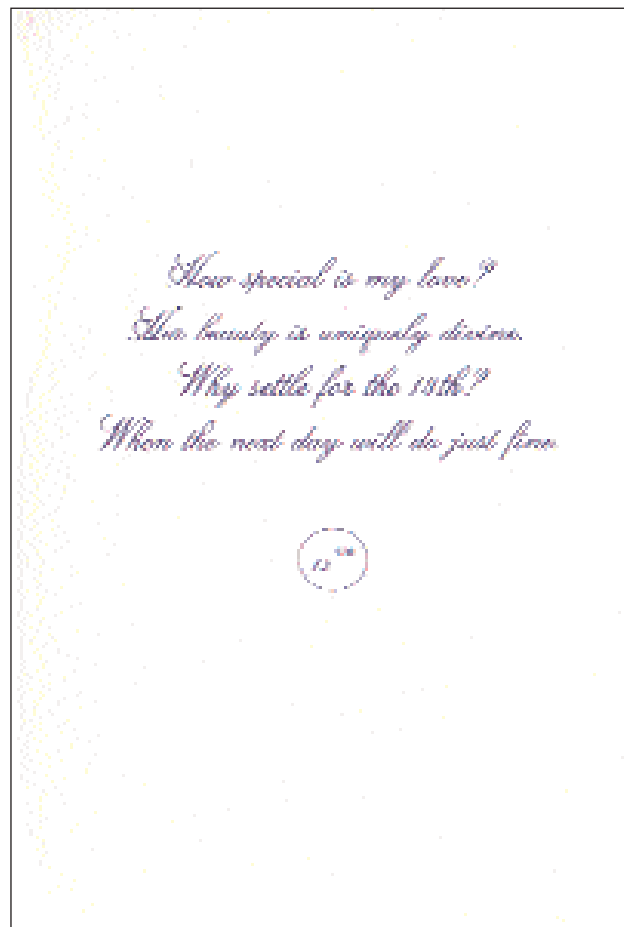 How special is my love?
Her beauty is uniquely divine.
Why settle for the 18th?
When the next day will do just fine